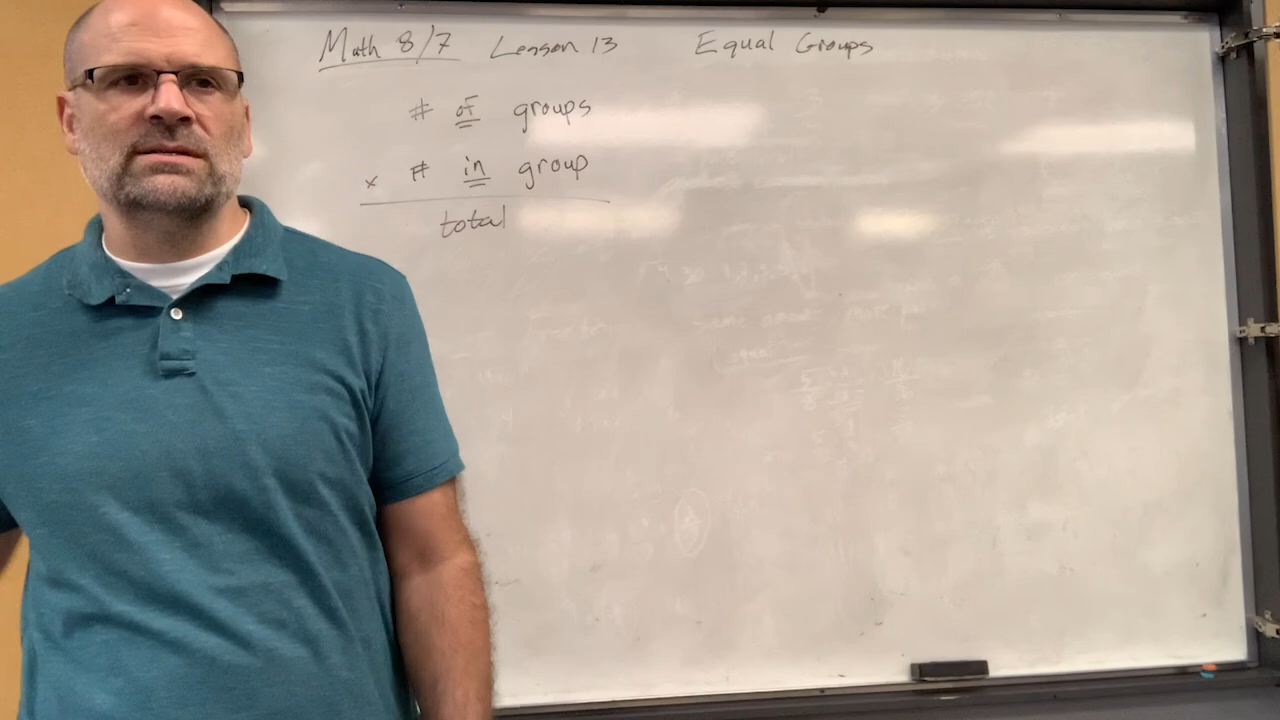 Math 8/7 Lesson 13 Equal Groups
# of groups
x # in group
total